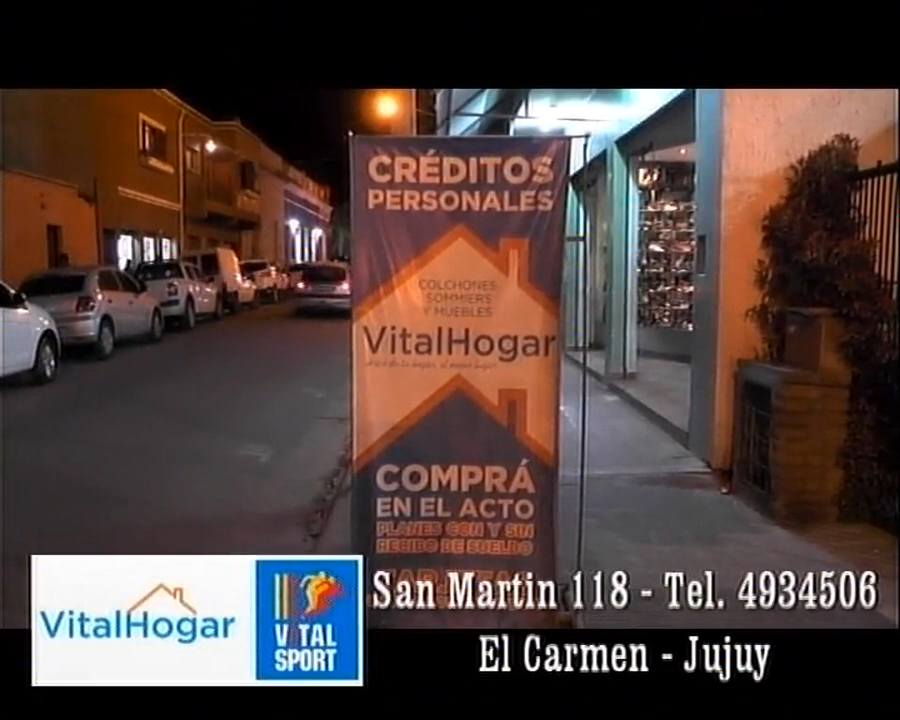 CRÉDITOS
PERSONALES
COLCHONES
SOMMIERS
Y MUEBLES
VitalHogar
COMPRÁ
EN EL ACTO
PLANES CON Y SIN
RECIBO DE SUELDO
VitalHogar
VITAL
SPORT
San Martin 118 - Tel. 4934506
El Carmen - Jujuy